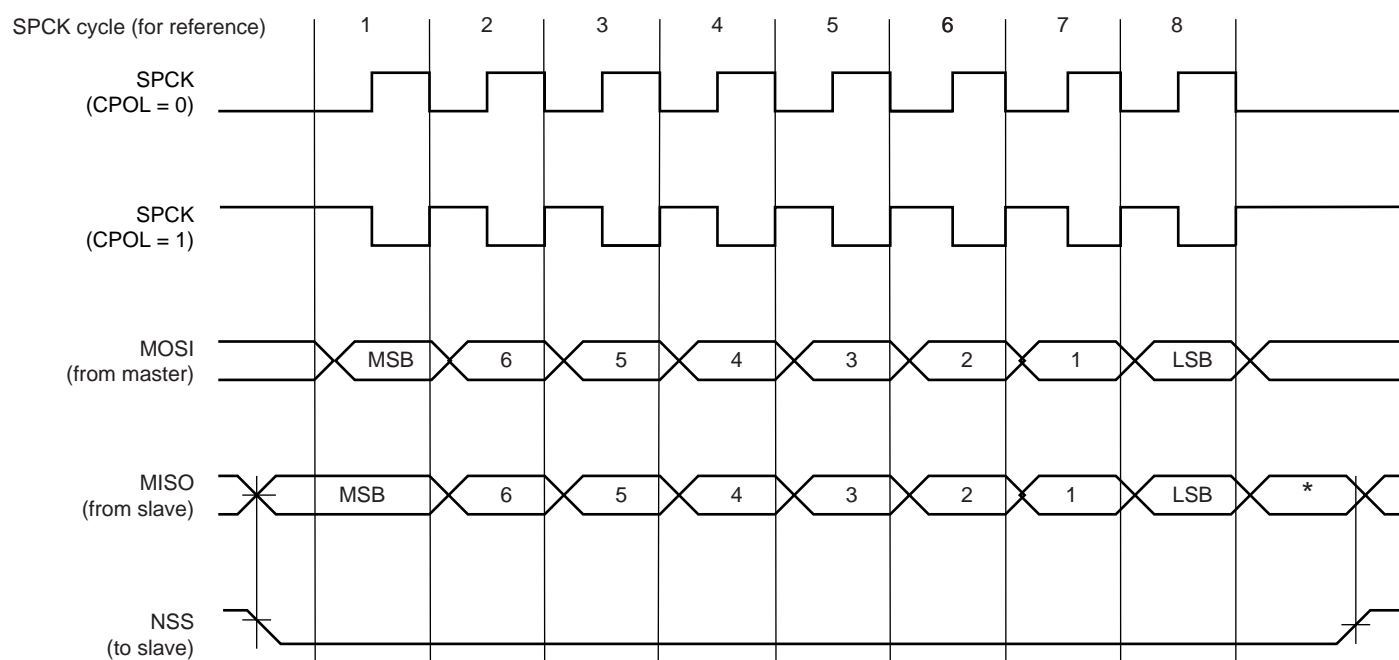 SPCK cycle (for reference) 1 2 3 4 5 6 7 8
SPCK
(CPOL = 0)
SPCK
(CPOL = 1)
MOSI
(from master)
MSB 6 5 4 3 2 1 LSB
MISO
(from slave)
MSB 6 5 4 3 2 1 LSB *
NSS
(to slave)